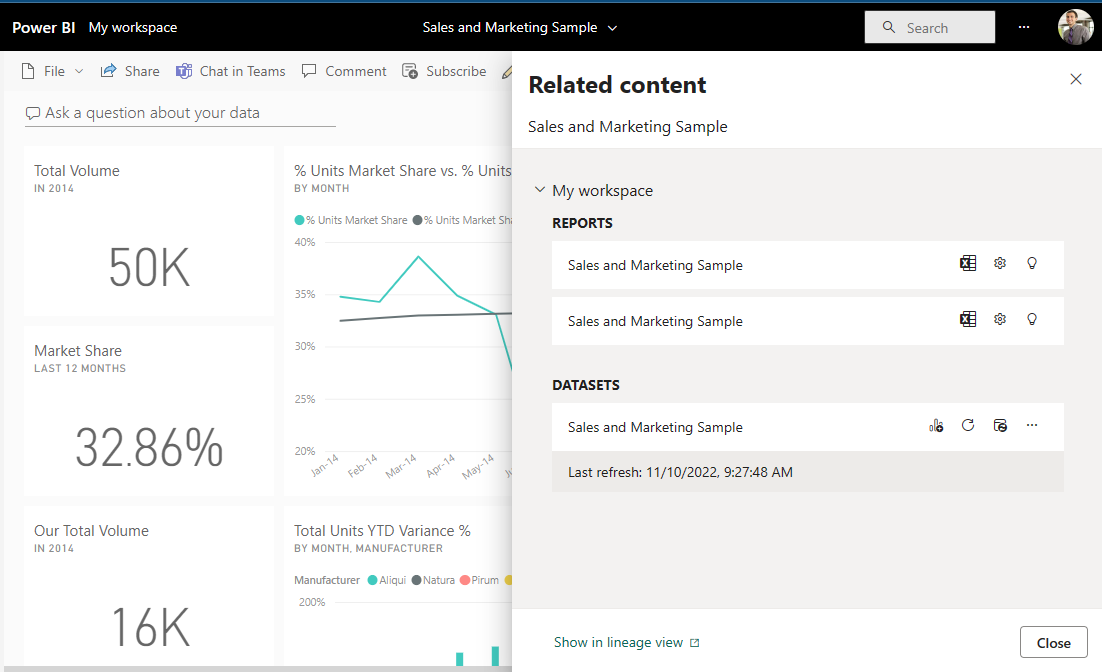 Power BI My workspace
Sales and Marketing Sample
Search
File
Share
Chat in Teams
Comment
Subscribe
Ask a question about your data
Total Volume
IN 2014
50K
Market Share
LAST 12 MONTHS
32.86%
Our Total Volume
IN 2014
16K
% Units Market Share vs. % Units
BY MONTH
% Units Market Share % Units Market Sha
40%
35%
30%
25%
20%
Jan-14 Feb-14 Mar-14 Apr-14 May-14
Total Units YTD Variance %
BY MONTH, MANUFACTURER
Manufacturer Aliqui Natura Pirum
200%
Related content
Sales and Marketing Sample
My workspace
REPORTS
Sales and Marketing Sample
Sales and Marketing Sample
DATASETS
Sales and Marketing Sample
Last refresh: 11/10/2022, 9:27:48 AM
Show in lineage view
Close